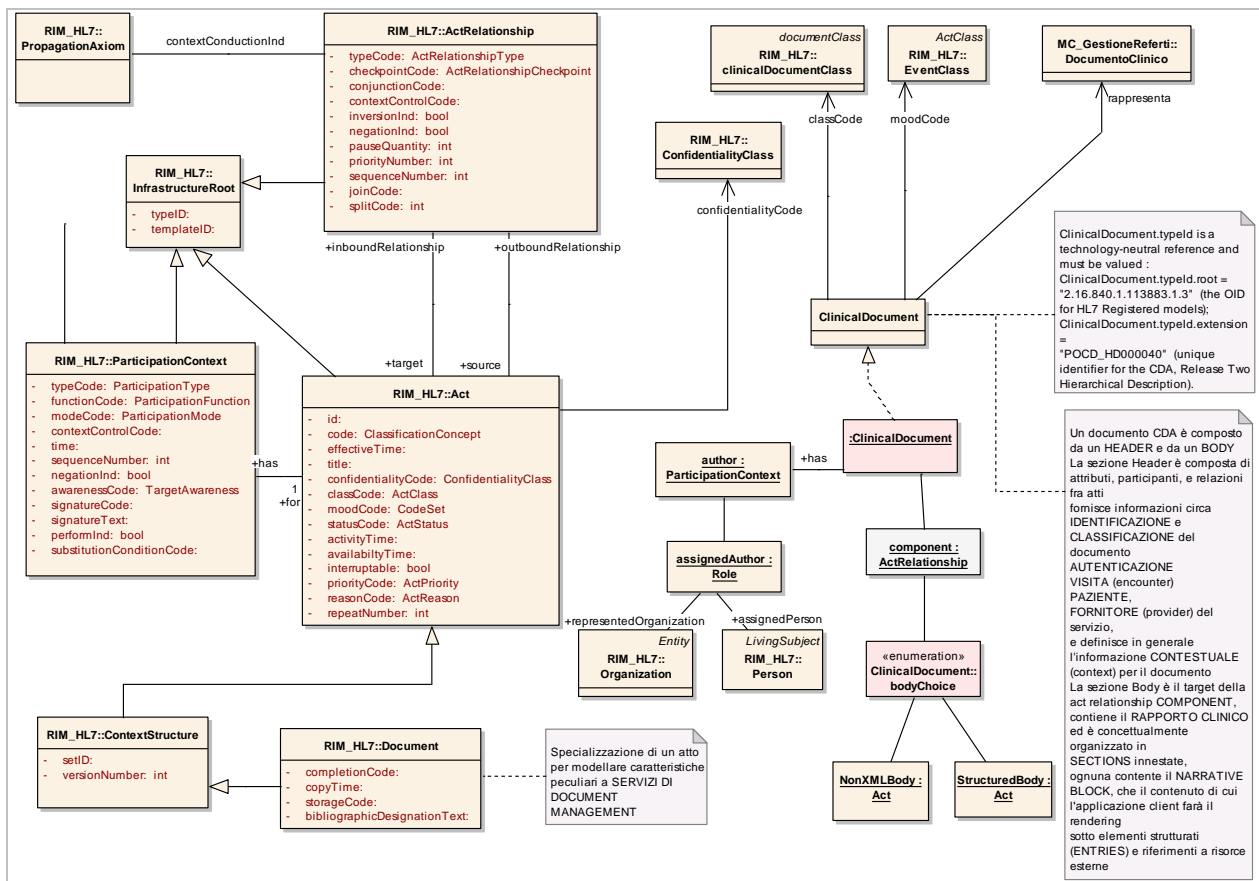 RIM_HL7::
PropagationAxiom
contextConductionInd
RIM_HL7::ActRelationship
- typeCode: ActRelationshipType
- checkpointCode: ActRelationshipCheckpoint
- conjunctionCode:
- contextControlCode:
- inversionInd: bool
- negationInd: bool
- pauseQuantity: int
- priorityNumber: int
- sequenceNumber: int
- joinCode:
- splitCode: int
+inboundRelationship
+outboundRelationship
documentClass
RIM_HL7::
clinicalDocumentClass
ActClass
RIM_HL7::
EventClass
MC_GestioneReferti::
DocumentoClinico
classCode
moodCode
rappresenta
RIM_HL7::
ConfidentialityClass
confidentialityCode
RIM_HL7::
InfrastructureRoot
- typeID:
- templateID:
ClinicalDocument
ClinicalDocument.typeId is a
technology-neutral reference and
must be valued :
ClinicalDocument.typeId.root =
"2.16.840.1.113883.1.3" (the OID
for HL7 Registered models);
ClinicalDocument.typeId.extension
=
"POCD_HD000040" (unique
identifier for the CDA, Release Two
Hierarchical Description).
RIM_HL7::ParticipationContext
- typeCode: ParticipationType
- functionCode: ParticipationFunction
- modeCode: ParticipationMode
- contextControlCode:
- time:
- sequenceNumber: int
- negationInd: bool
- awarenessCode: TargetAwareness
- signatureCode:
- signatureText:
- performInd: bool
- substitutionConditionCode:
+has
1
+for
+target
+source
RIM_HL7::Act
- id:
- code: ClassificationConcept
- effectiveTime:
- title:
- confidentialityCode: ConfidentialityClass
- classCode: ActClass
- moodCode: CodeSet
- statusCode: ActStatus
- activityTime:
- availabiltyTime:
- interruptable: bool
- priorityCode: ActPriority
- reasonCode: ActReason
- repeatNumber: int
:ClinicalDocument
+has
author :
ParticipationContext
assignedAuthor :
Role
+representedOrganization
+assignedPerson
Entity
RIM_HL7::
Organization
LivingSubject
RIM_HL7::
Person
component :
ActRelationship
«enumeration»
ClinicalDocument::
bodyChoice
NonXMLBody :
Act
StructuredBody :
Act
Un documento CDA è composto
da un HEADER e da un BODY
La sezione Header è composta di
attributi, participanti, e relazioni
fra atti
fornisce informazioni circa
IDENTIFICAZIONE e
CLASSIFICAZIONE del
documento
AUTENTICAZIONE
VISITA (encounter)
PAZIENTE,
FORNITORE (provider) del
servizio,
e definisce in generale
l'informazione CONTESTUALE
(context) per il documento
La sezione Body è il target della
act relationship COMPONENT,
contiene il RAPPORTO CLINICO
ed è concettualmente
organizzato in
SECTIONS innestate,
ognuna contente il NARRATIVE
BLOCK, che il contenuto di cui
l'applicazione client farà il
rendering
sotto elementi strutturati
(ENTRIES) e riferimenti a risorce
esterne
RIM_HL7::ContextStructure
- setID:
- versionNumber: int
RIM_HL7::Document
- completionCode:
- copyTime:
- storageCode:
- bibliographicDesignationText:
Specializzazione di un atto
per modellare caratteristiche
peculiari a SERVIZI DI
DOCUMENT
MANAGEMENT